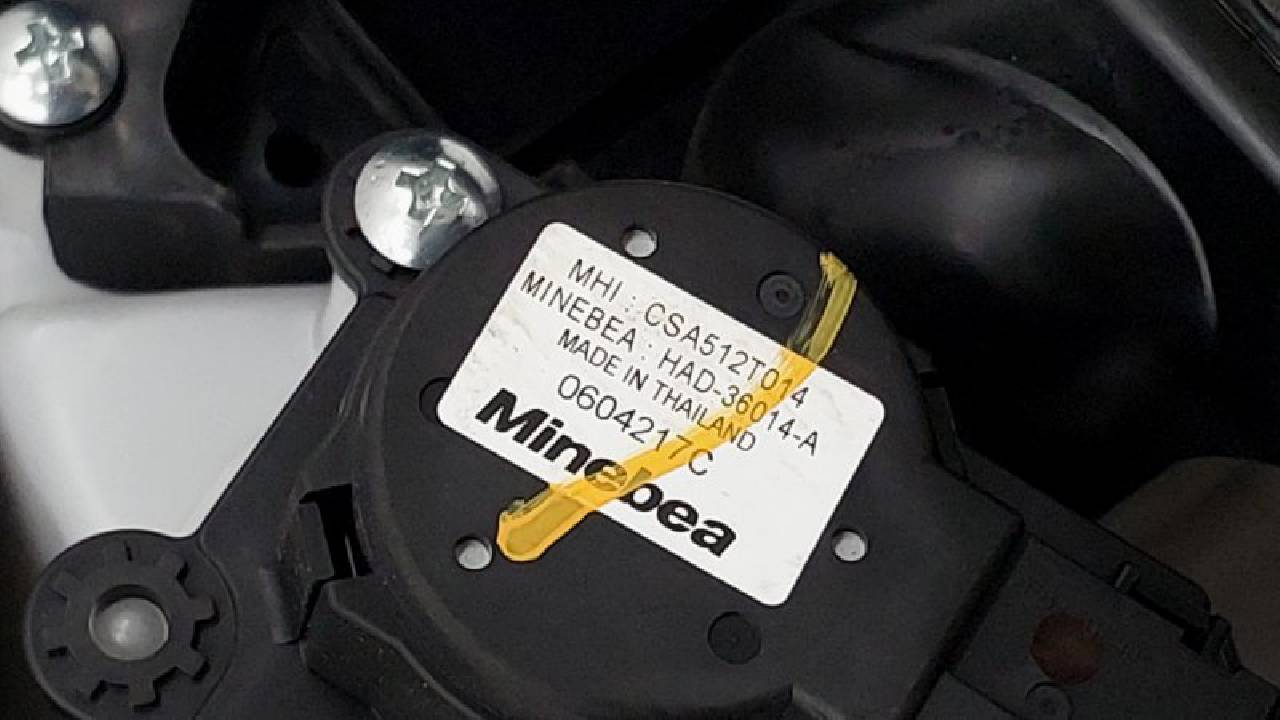 MHI : CSA512T014
MINEBEA : HAD-36014-A
MADE IN THAILAND
0604217C
Minebea